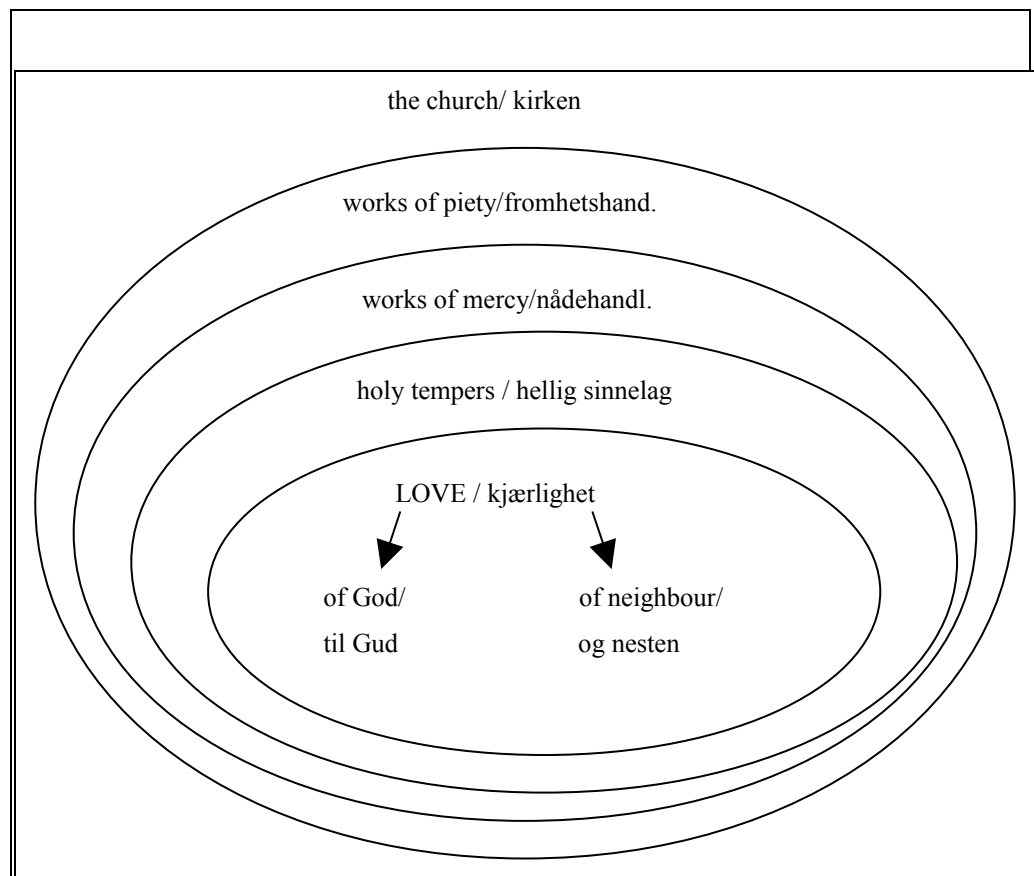 the church/ kirken
works of piety/fromhetshand.
works of mercy/nådehandl.
holy tempers / hellig sinnelag
LOVE / kjærlighet
of God/ of neighbour/
til Gud og nesten